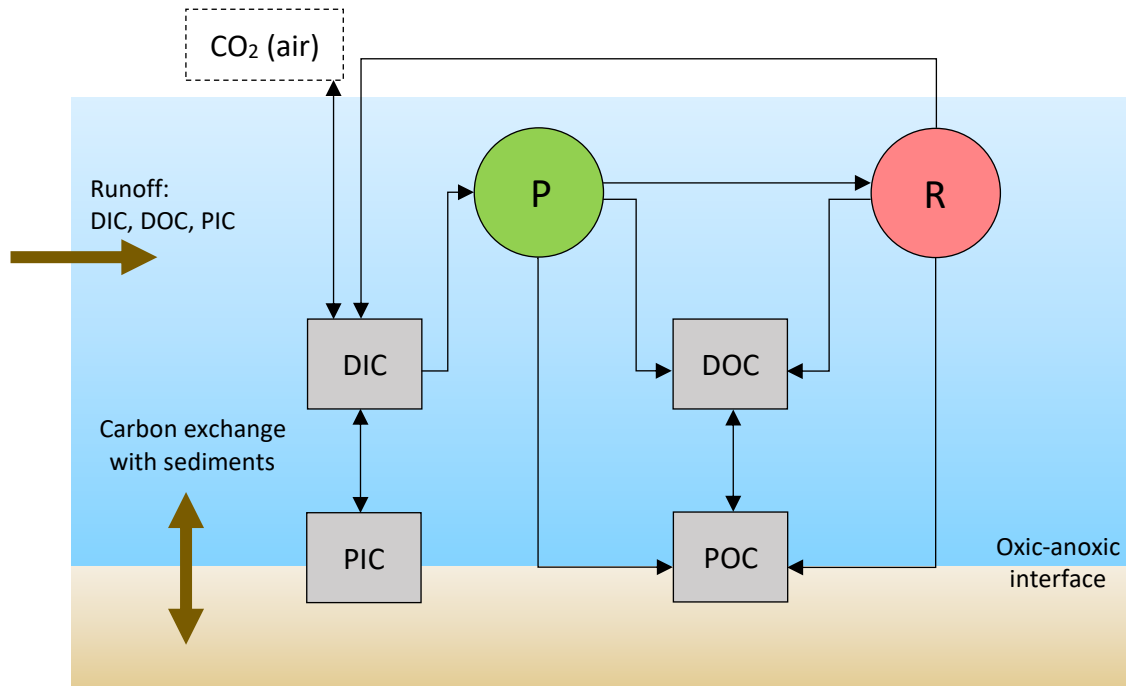 CO₂ (air)
P
R
Runoff:
DIC, DOC, PIC
DIC
DOC
Carbon exchange
with sediments
PIC
POC
Oxic-anoxic
interface